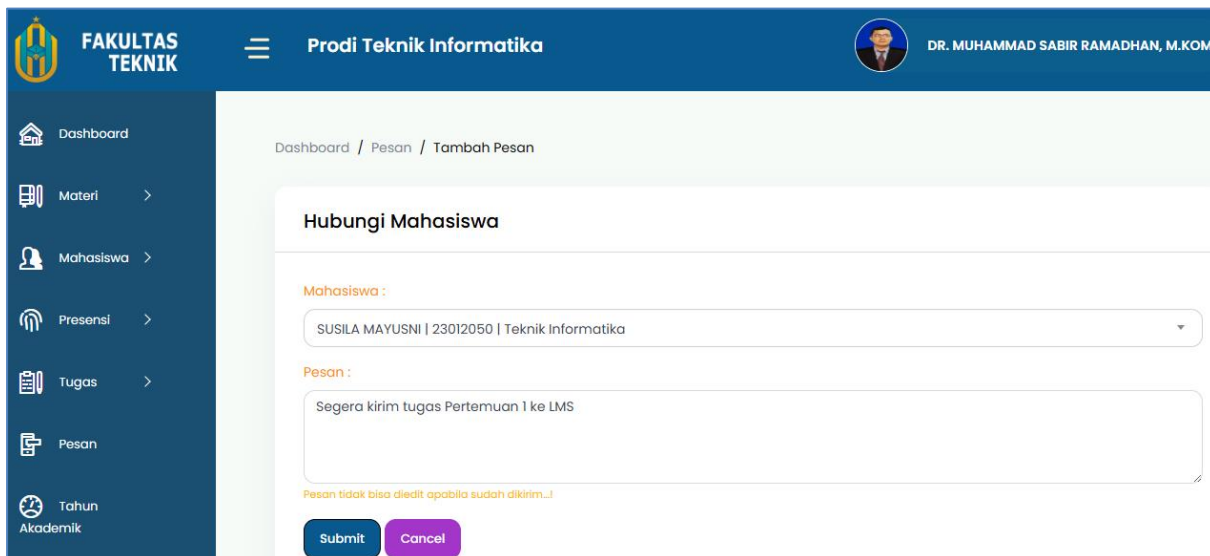 FAKULTAS
TEKNIK
Prodi Teknik Informatika
DR. MUHAMMAD SABIR RAMADHAN, M.KOM
Dashboard
Materi
Mahasiswa
Presensi
Tugas
Pesan
Tahun
Akademik
Dashboard / Pesan / Tambah Pesan
Hubungi Mahasiswa
Mahasiswa :
SUSILA MAYUSNI | 23012050 | Teknik Informatika
Pesan :
Segera kirim tugas Pertemuan 1 ke LMS
Pesan tidak bisa diedit apabila sudah dikirim...!
Submit
Cancel